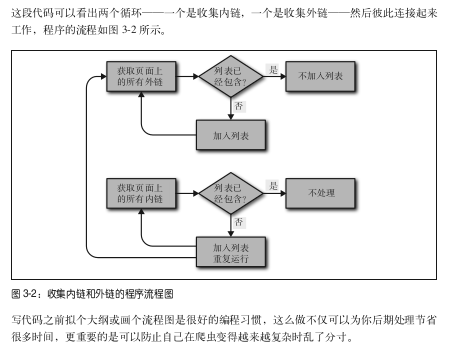 这段代码可以看出两个循环——一个是收集内链，一个是收集外链——然后彼此连接起来
工作，程序的流程如图 3-2 所示。
获取页面上
的所有外链
列表已
经包含？
是
不加入列表
否
加入列表
获取页面上
的所有内链
列表已
经包含？
是
不处理
否
加入列表
重复运行
图 3-2：收集内链和外链的程序流程图
写代码之前拟个大纲或画个流程图是很好的编程习惯，这么做不仅可以为你后期处理节省
很多时间，更重要的是可以防止自己在爬虫变得越来越复杂时乱了分寸。